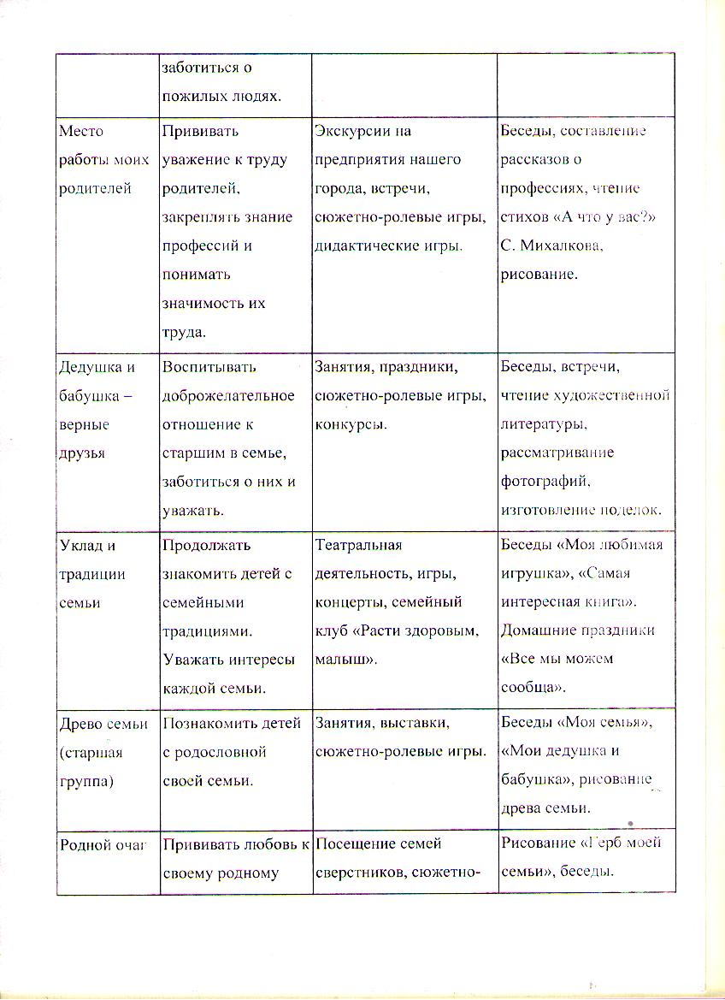 заботиться о
пожилых людях.
Место
работы моих
родителей
Прививать
уважение к труду
родителей,
закреплять знание
профессий и
понимать
значимость их
труда.
Экскурсии на
предприятия нашего
города, встречи,
сюжетно-ролевые игры,
дидактические игры.
Беседы, составление
рассказов о
профессиях, чтение
стихов «А что у вас?»
С. Михалкова,
рисование.
Дедушка и
бабушка –
верные
друзья
Воспитывать
доброжелательное
отношение к
старшим в семье,
заботиться о них и
уважать.
Занятия, праздники,
сюжетно-ролевые игры,
конкурсы.
Беседы, встречи,
чтение художественной
литературы,
рассматривание
фотографий,
изготовление поделок.
Уклад и
традиции
семьи
Продолжать
знакомить детей с
семейными
традициями.
Уважать интересы
каждой семьи.
Театральная
деятельность, игры,
концерты, семейный
клуб «Расти здоровым,
малыш».
Беседы «Моя любимая
игрушка», «Самая
интересная книга».
Домашние праздники
«Все мы можем
сообща».
Древо семьи
(старшая
группа)
Познакомить детей
с родословной
своей семьи.
Занятия, выставки,
сюжетно-ролевые игры.
Беседы «Моя семья»,
«Мои дедушка и
бабушка», рисование
древа семьи.
Родной очаг
Прививать любовь к
своему родному
Посещение семей
сверстников, сюжетно-
Рисование «Герб моей
семьи», беседы.